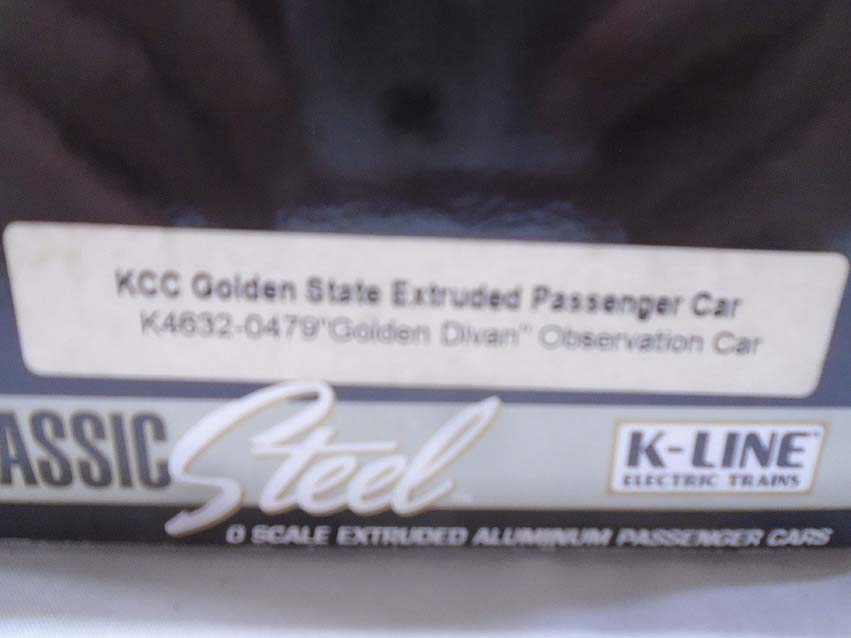 KCC Golden State Extruded Passenger Car
K4632-0479"Golden Divan" Observation Car
ASSIC Steel
K-LINE
ELECTRIC TRAINS
O SCALE EXTRUDED ALUMINUM PASSENGER CARS